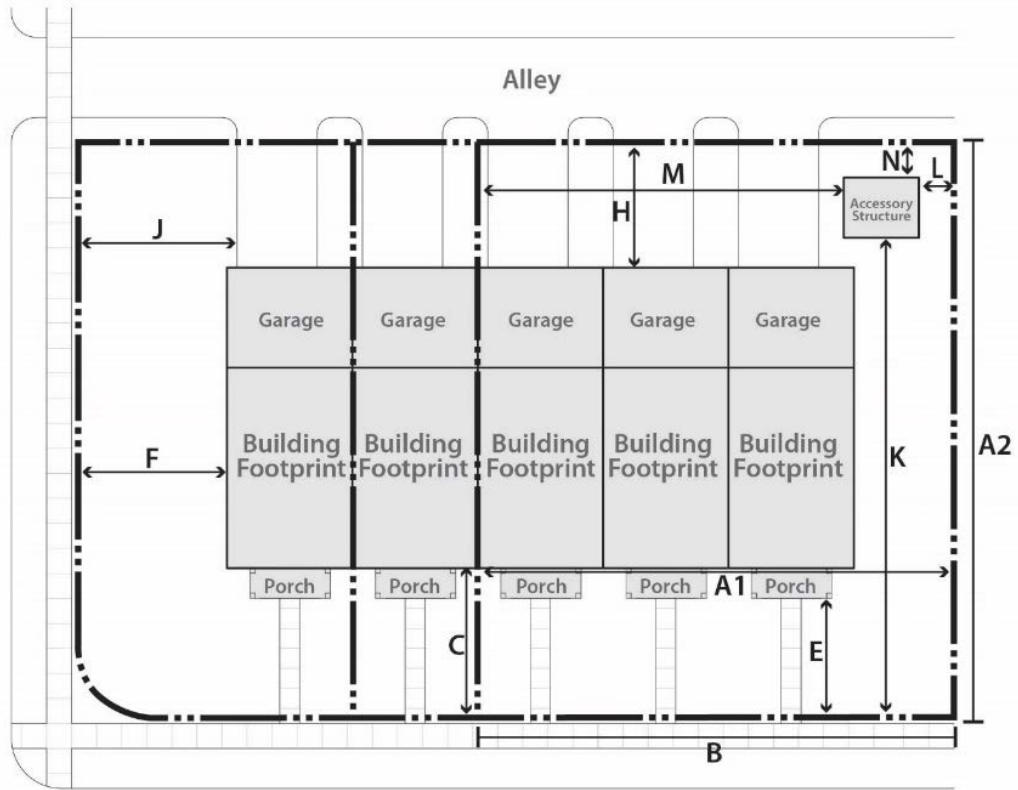 Alley
N
L
M
H
Accessory
Structure
J
Garage
Garage
Garage
Garage
Garage
Building
Footprint
Building
Footprint
Building
Footprint
Building
Footprint
Building
Footprint
F
K
A2
Porch
Porch
Porch
Porch
Porch
A1
C
E
B